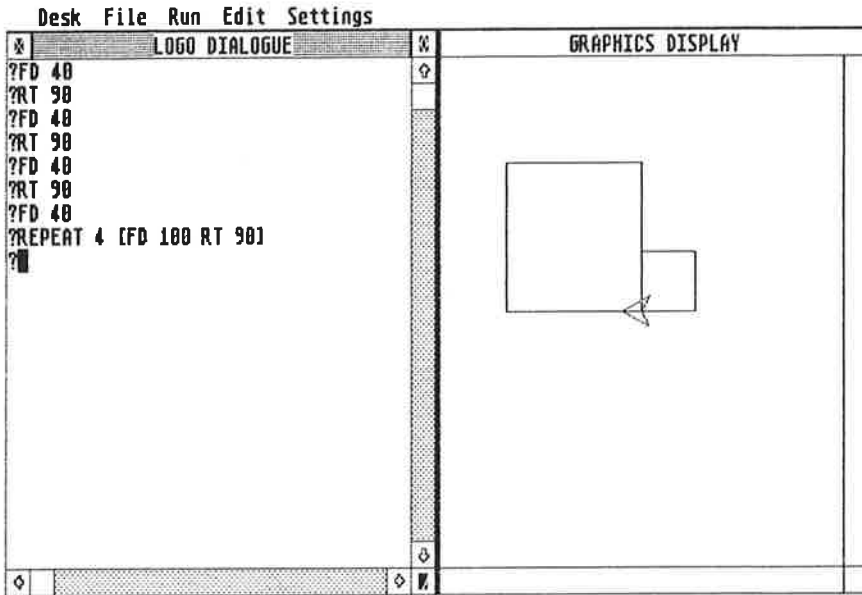 Desk File Run Edit Settings
LOGO DIALOGUE
?FD 40
?RT 90
?FD 40
?RT 90
?FD 40
?RT 90
?FD 40
?REPEAT 4 [FD 100 RT 90]
?
GRAPHICS DISPLAY